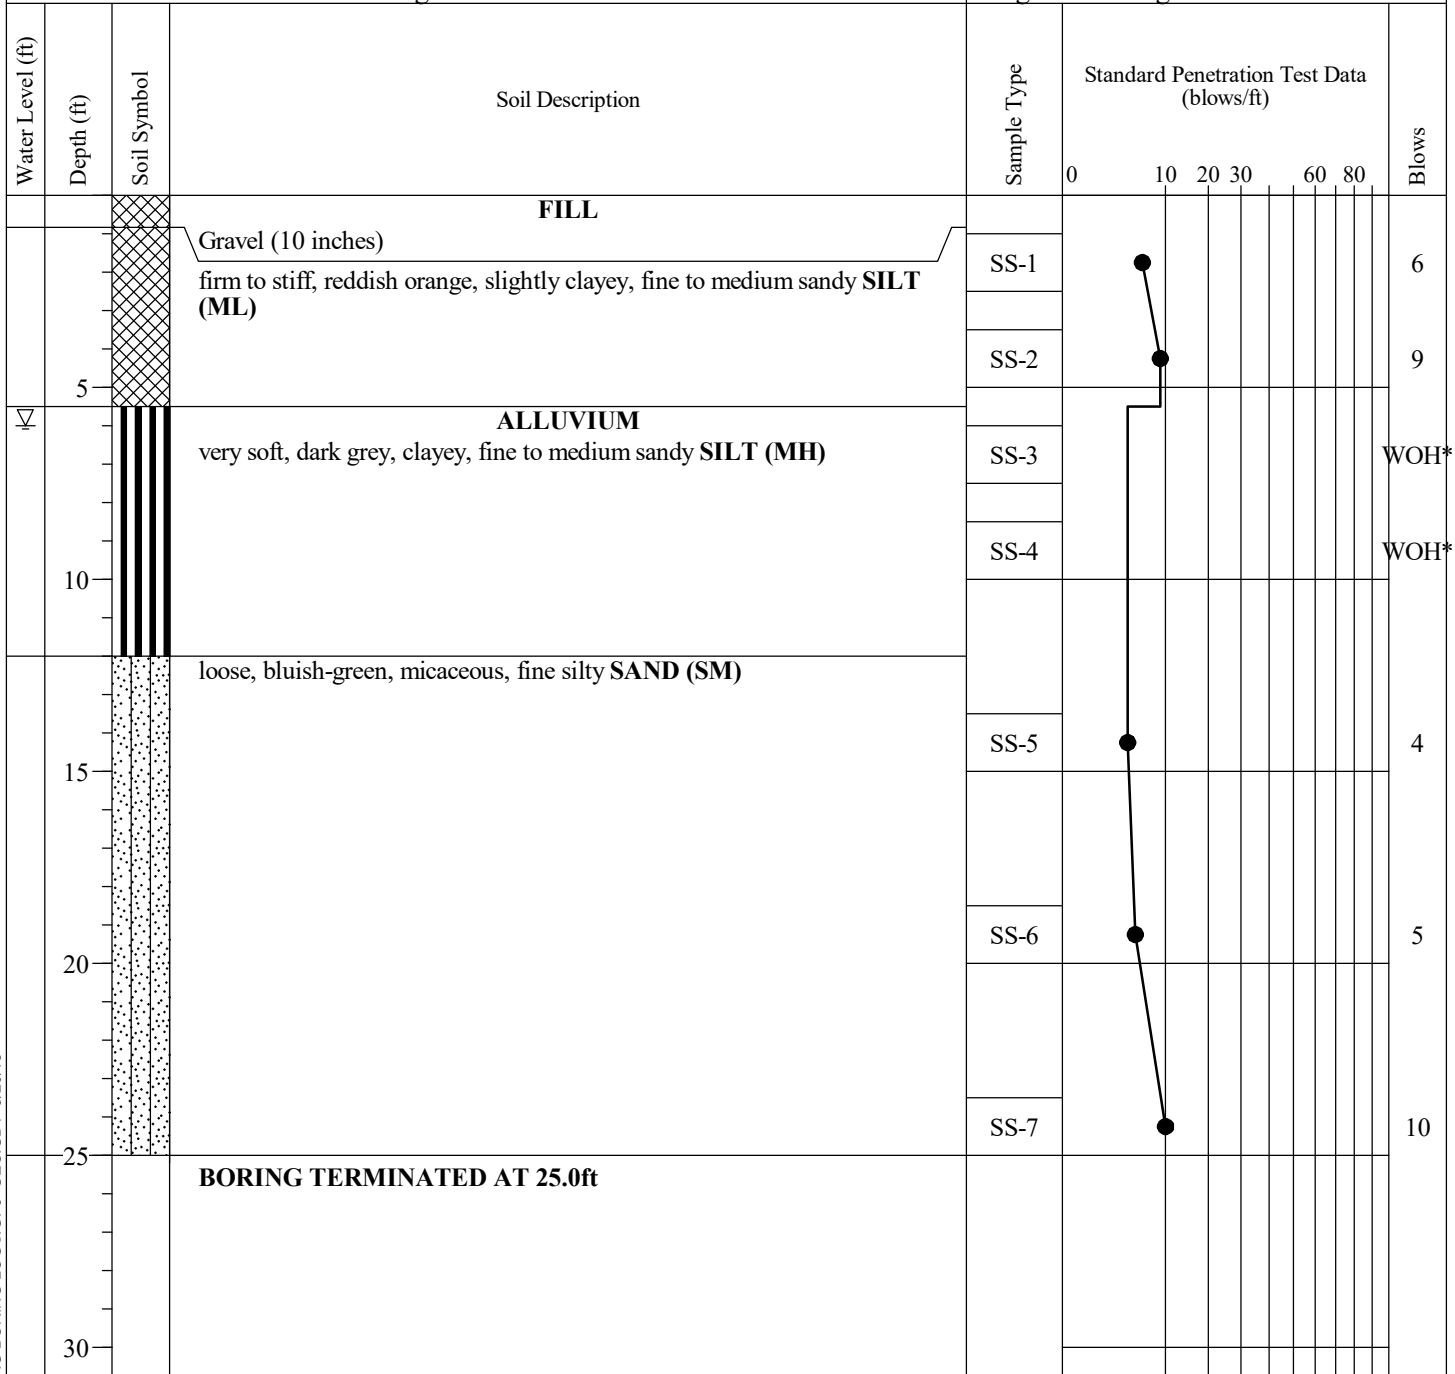 Water Level (ft)
Depth (ft)
Soil Symbol
Soil Description
Sample Type
Standard Penetration Test Data
(blows/ft)
Blows
0 10 20 30 60 80
FILL
Gravel (10 inches)
SS-1 6
firm to stiff, reddish orange, slightly clayey, fine to medium sandy SILT
(ML)
SS-2 9
5
ALLUVIUM
very soft, dark grey, clayey, fine to medium sandy SILT (MH)
SS-3 WOH*
SS-4 WOH*
10
loose, bluish-green, micaceous, fine silty SAND (SM)
SS-5 4
15
SS-6 5
20
SS-7 10
25
BORING TERMINATED AT 25.0ft
30